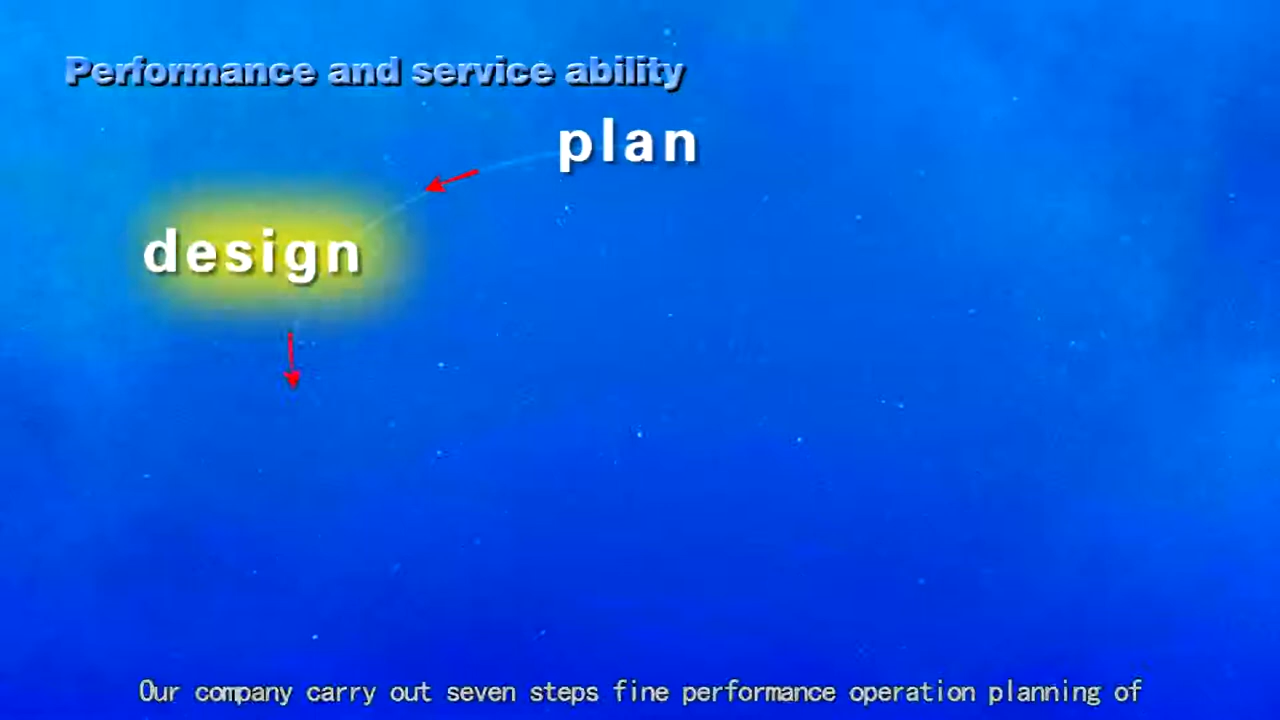 Performance and service ability
plan
design
Our company carry out seven steps fine performance operation planning of